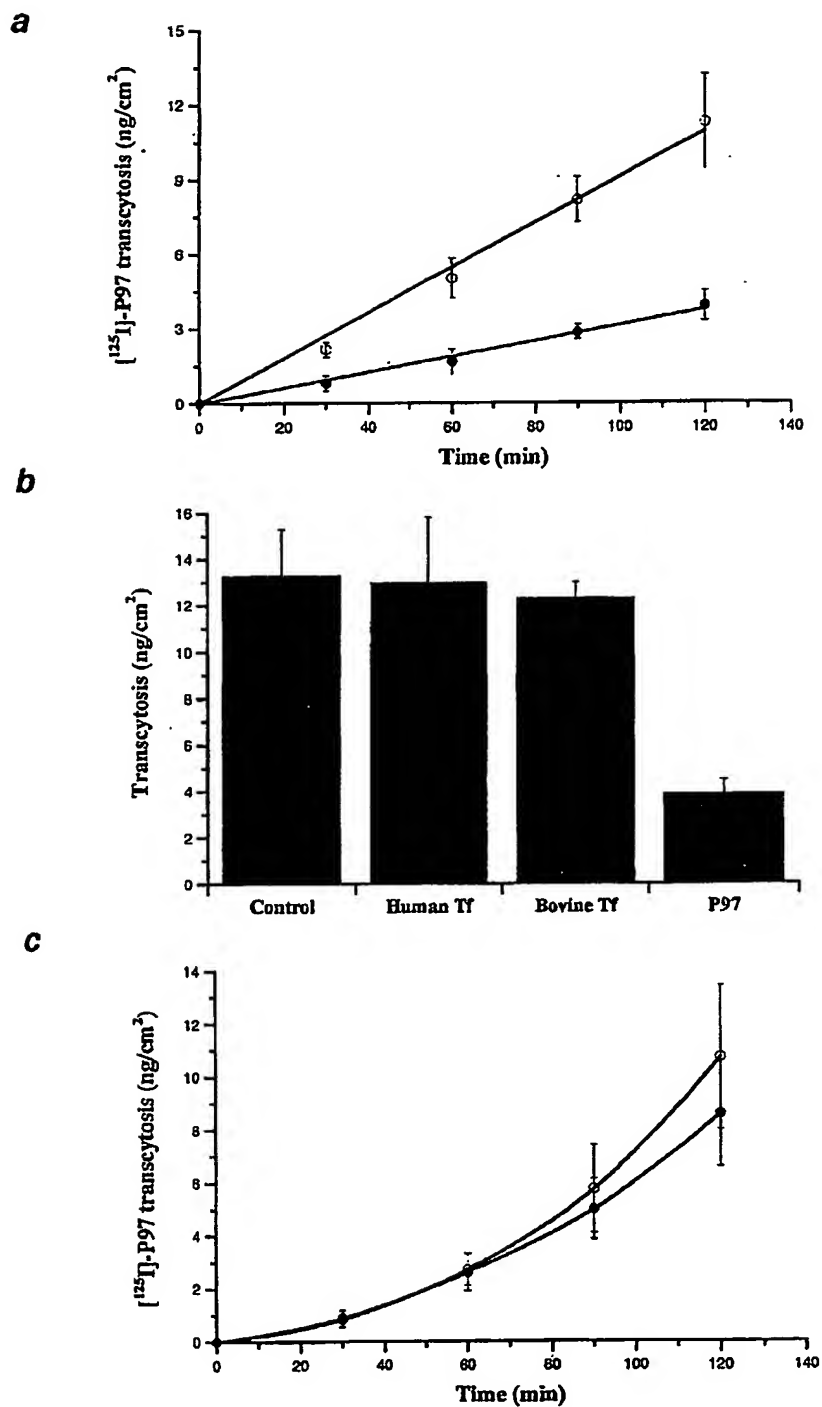 a
[¹²⁵I]-P97 transcytosis (ng/cm²)
15
12
9
6
3
0
0 20 40 60 80 100 120 140
Time (min)
b
Transcytosis (ng/cm²)
16
14
12
10
8
6
4
2
0
Control Human Tf Bovine Tf P97
c
[¹²⁵I]-P97 transcytosis (ng/cm²)
14
12
10
8
6
4
2
0
0 20 40 60 80 100 120 140
Time (min)